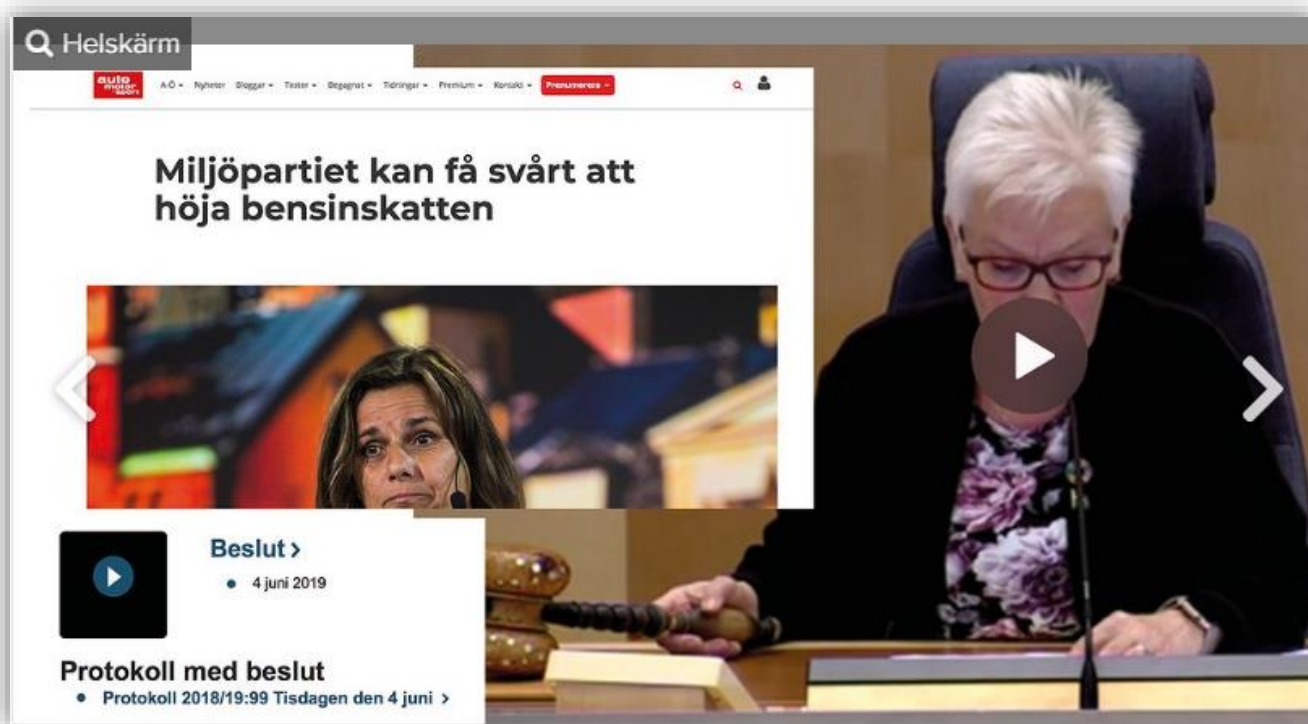 Helskärm
auto
motor
sport
A-Ö Nyheter Bloggar Tester Begagnat Tidningar Premium Kontakt Prenumerera
Miljöpartiet kan få svårt att
höja bensinskatten
Beslut >
• 4 juni 2019
Protokoll med beslut
• Protokoll 2018/19:99 Tisdagen den 4 juni >